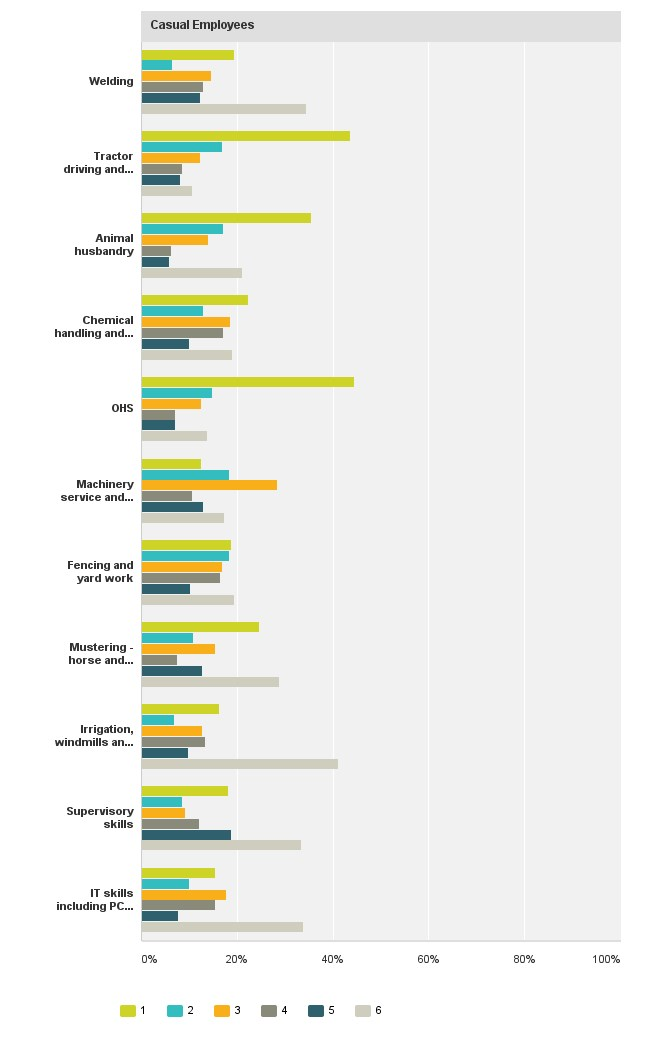 Casual Employees
Welding
Tractor
driving and...
Animal
husbandry
Chemical
handling and...
OHS
Machinery
service and...
Fencing and
yard work
Mustering -
horse and...
Irrigation,
windmills an...
Supervisory
skills
IT skills
including PC...
0% 20% 40% 60% 80% 100%
1 2 3 4 5 6